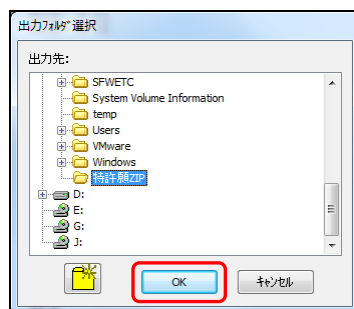 出力ﾌｫﾙﾀﾞ選択
出力先:
SFWETC
System Volume Information
temp
Users
VMware
Windows
特許願ZIP
D:
E:
G:
J:
OK
ｷｬﾝｾﾙ